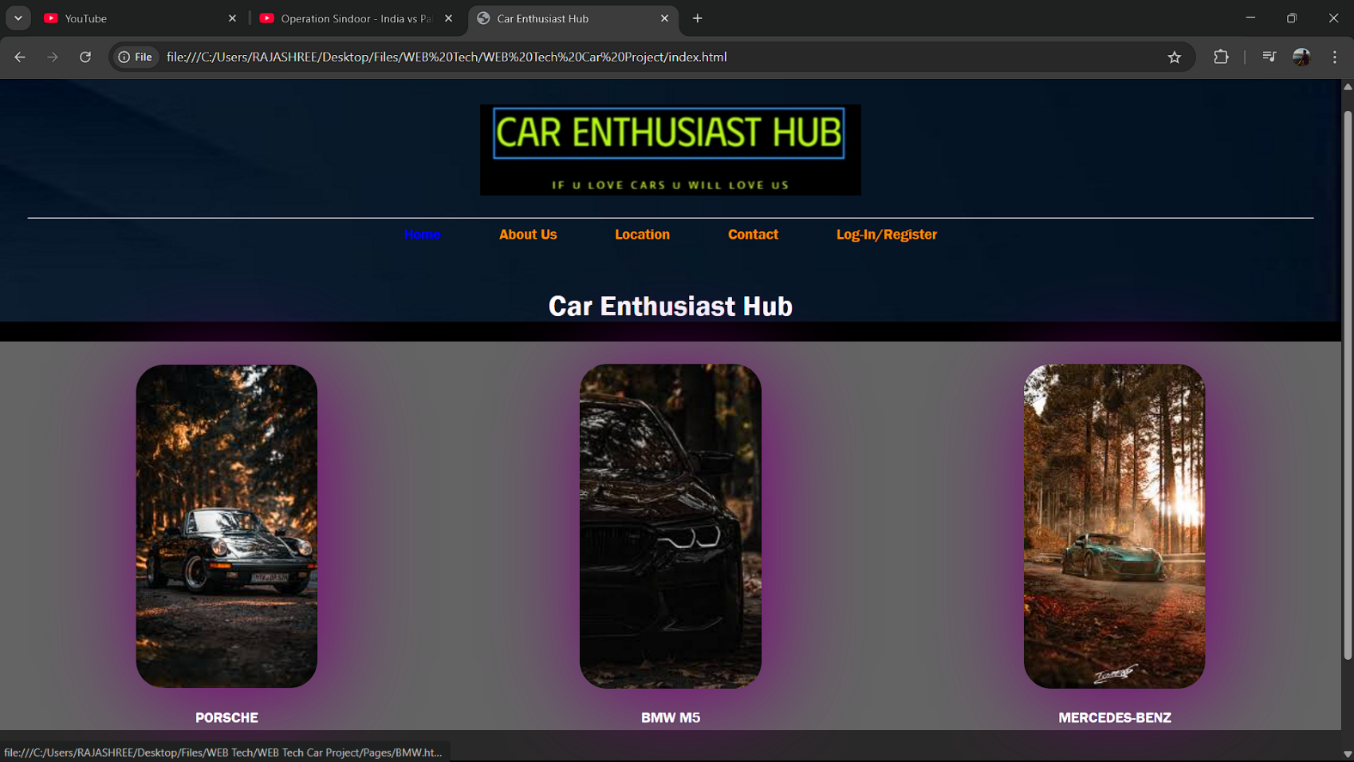 YouTube
Operation Sindoor - India vs Pa
Car Enthusiast Hub
File
file:///C:/Users/RAJASHREE/Desktop/Files/WEB%20Tech/WEB%20Tech%20Car%20Project/index.html
CAR ENTHUSIAST HUB
IF U LOVE CARS U WILL LOVE US
Home About Us Location Contact Log-In/Register
Car Enthusiast Hub
PORSCHE BMW M5 MERCEDES-BENZ
file:///C:/Users/RAJASHREE/Desktop/Files/WEB Tech/WEB Tech Car Project/Pages/BMW.ht...